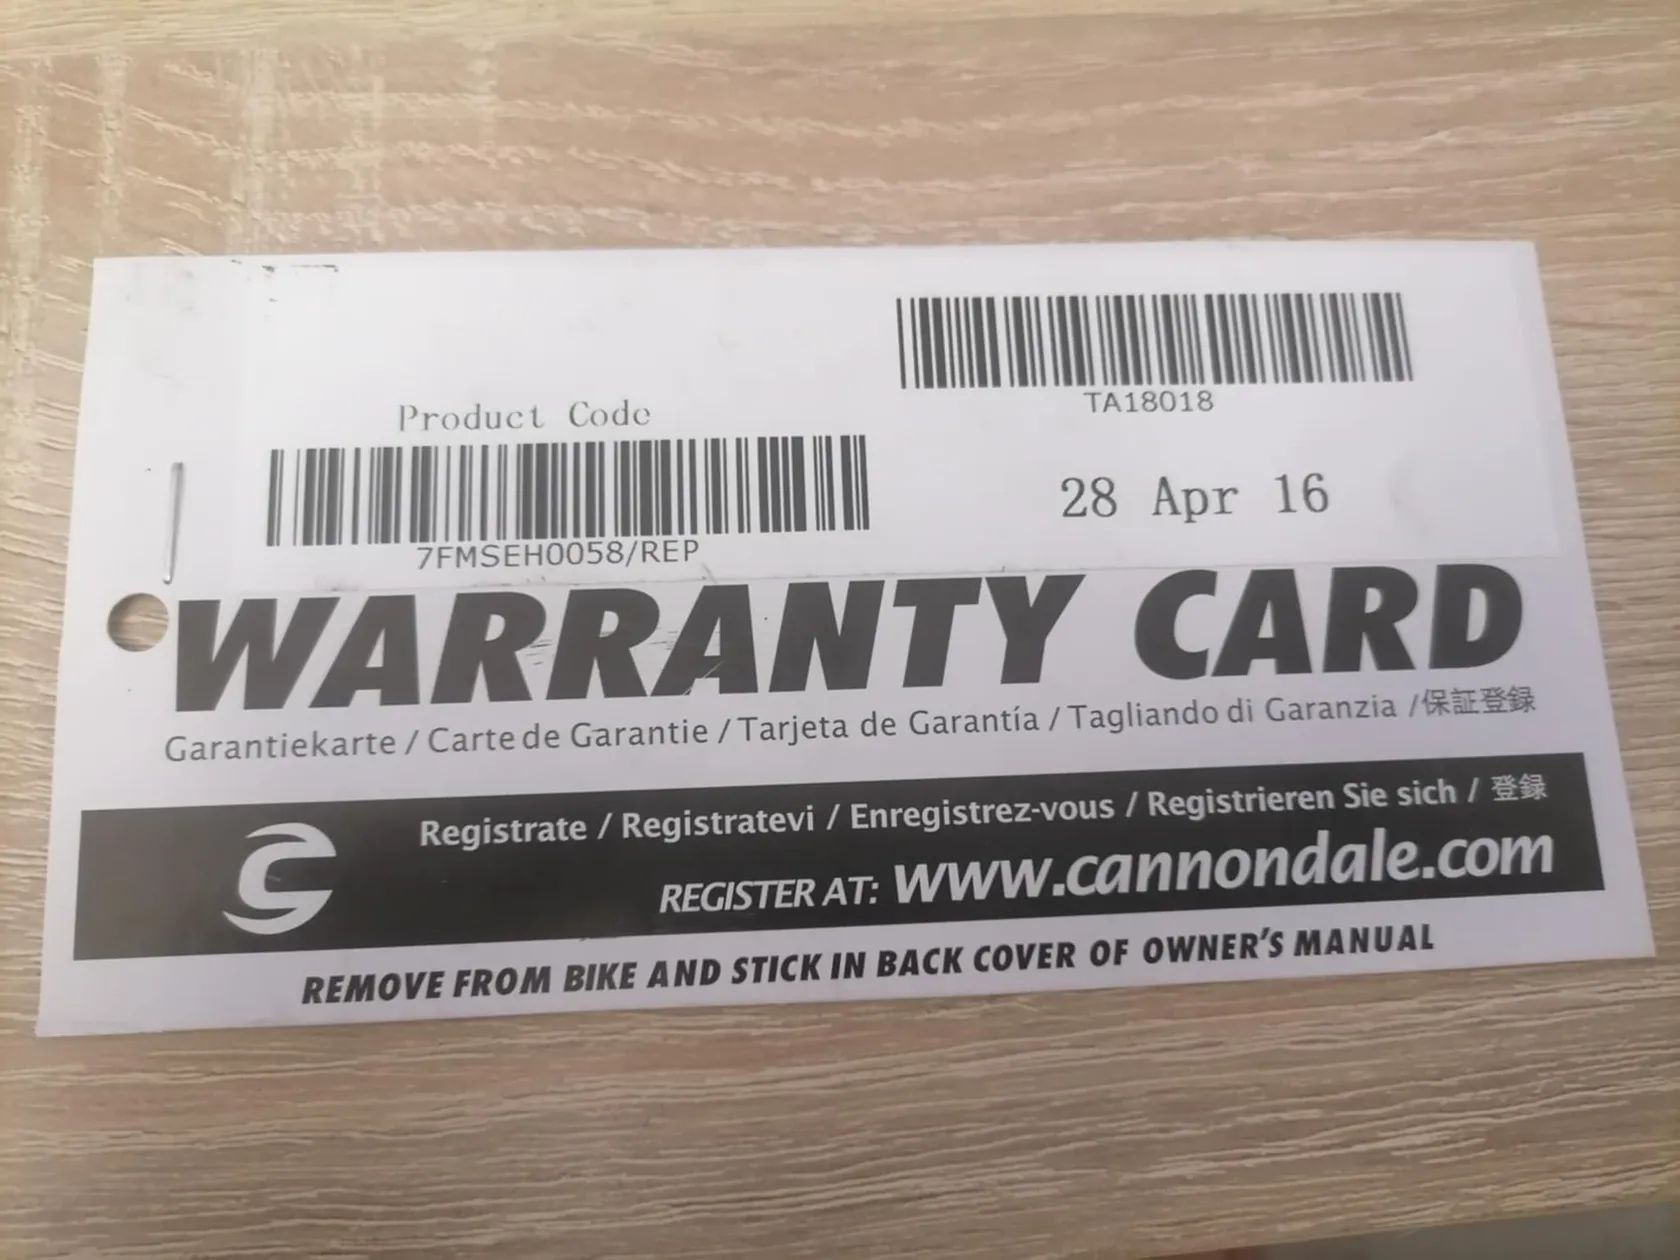 TA18018
Product Code
28 Apr 16
7FMSEH0058/REP
WARRANTY CARD
Garantiekarte / Carte de Garantie / Tarjeta de Garantía / Tagliando di Garanzia /保証登録
Registrate / Registratevi / Enregistrez-vous / Registrieren Sie sich / 登録
REGISTER AT: www.cannondale.com
REMOVE FROM BIKE AND STICK IN BACK COVER OF OWNER'S MANUAL